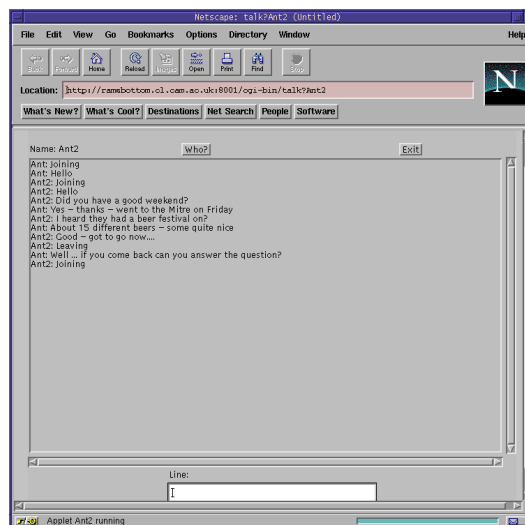 Netscape: talk?Ant2 (Untitled)
File Edit View Go Bookmarks Options Directory Window Help
Back Forward Home Reload Images Open Print Find Stop
Location: http://ramsbottom.cl.cam.ac.uk:8001/cgi-bin/talk?Ant2
N
What's New? What's Cool? Destinations Net Search People Software
Name: Ant2 Who? Exit
Ant: Joining
Ant: Hello
Ant2: Joining
Ant2: Hello
Ant2: Did you have a good weekend?
Ant: Yes – thanks – went to the Mitre on Friday
Ant2: I heard they had a beer festival on?
Ant: About 15 different beers – some quite nice
Ant2: Good – got to go now....
Ant2: Leaving
Ant: Well ... if you come back can you answer the question?
Ant2: Joining
Line:
Applet Ant2 running